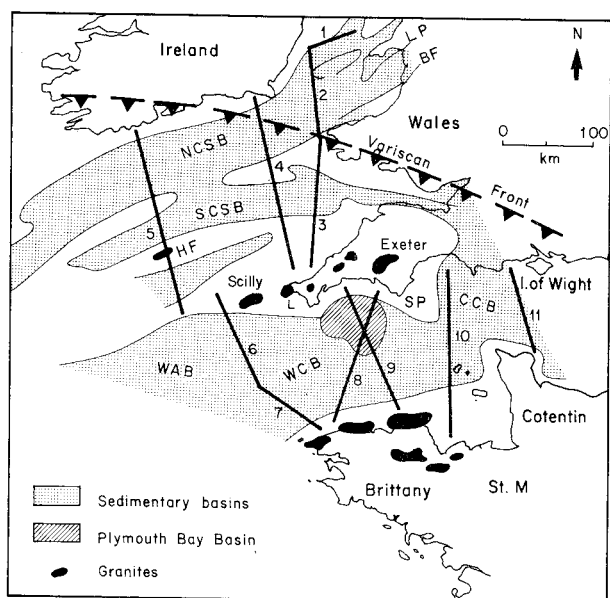 1
LP
Ireland
BF
N
2
Wales
NCSB
Variscan
0 100
km
4
Front
SCSB
5
3
HF
Exeter
Scilly
I.of Wight
L
SP
CCB
11
6
10
WCB
WAB
8
9
7
Cotentin
Brittany
St. M
Sedimentary basins
Plymouth Bay Basin
Granites